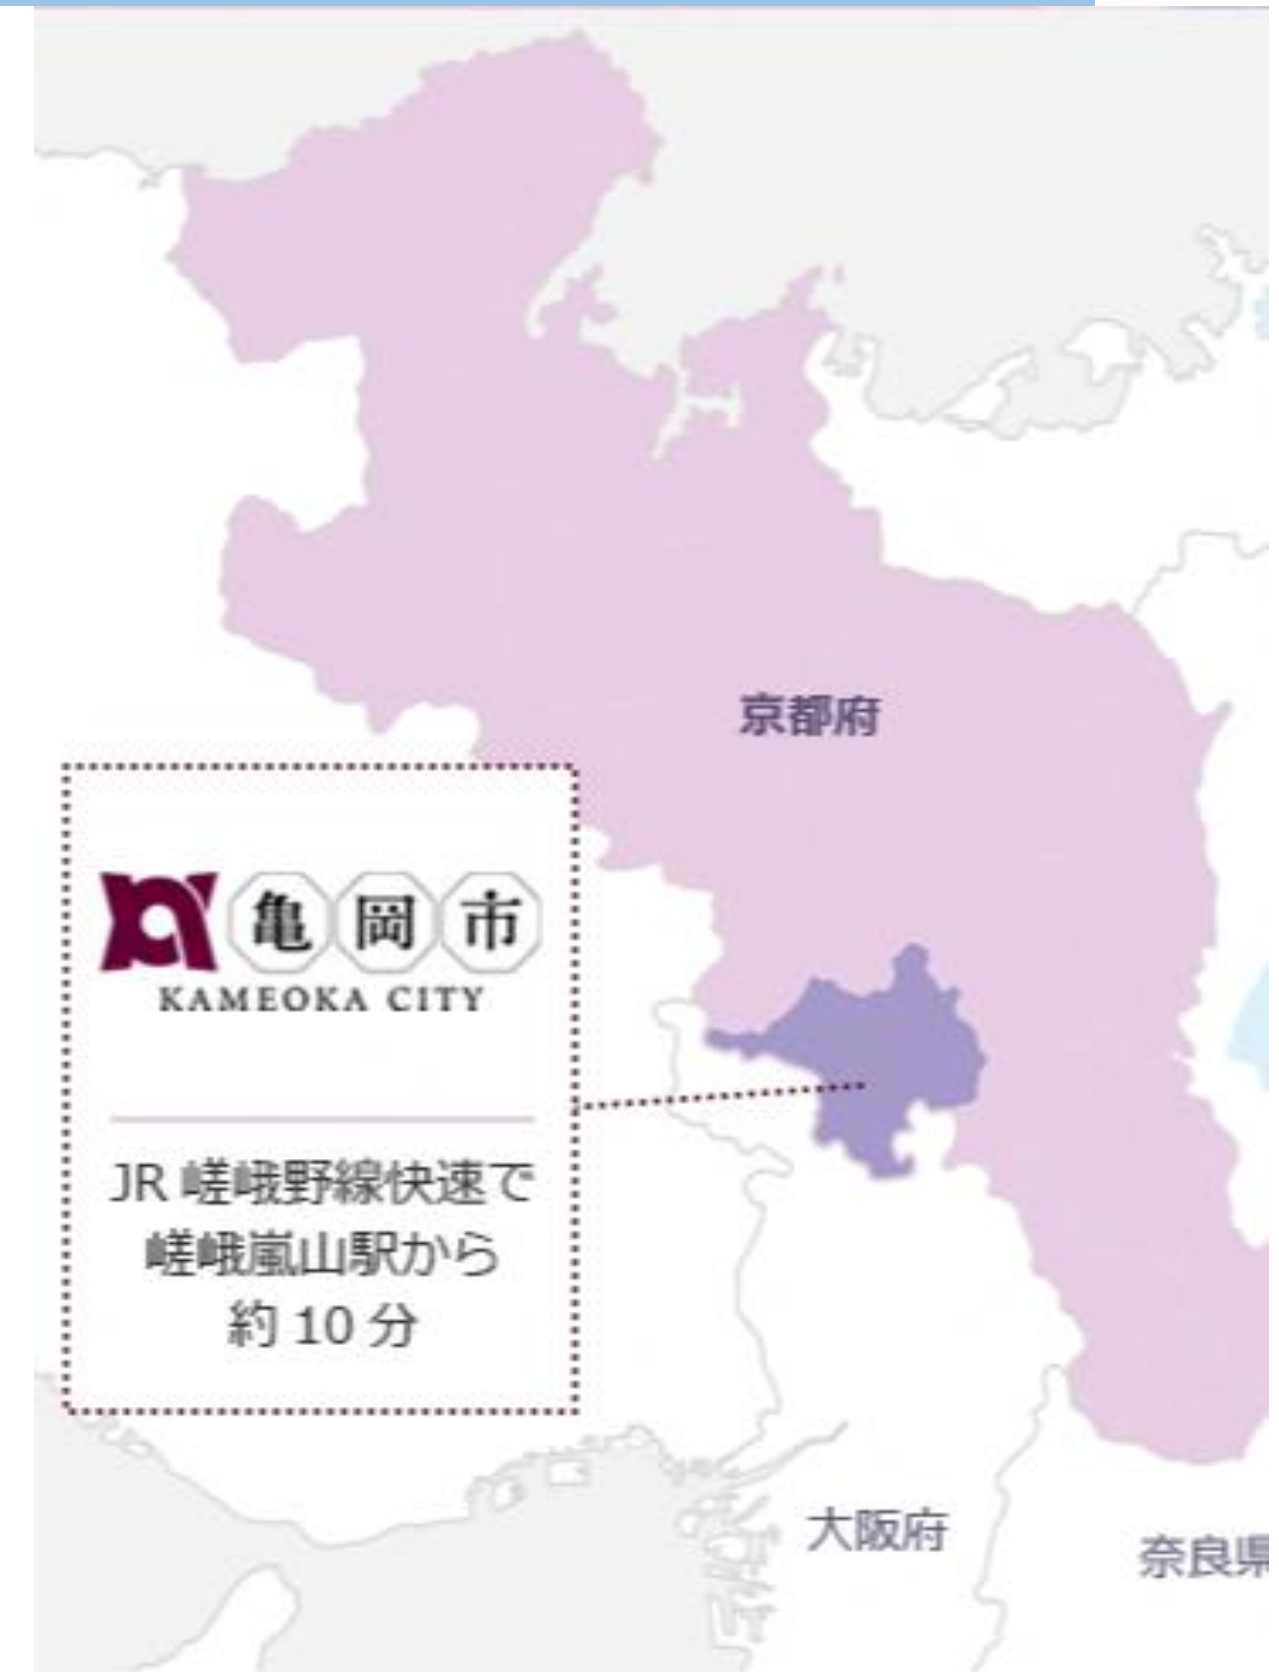 京都府
亀岡市
KAMEOKA CITY
JR 嵯峨野線快速で
嵯峨嵐山駅から
約 10 分
大阪府
奈良県